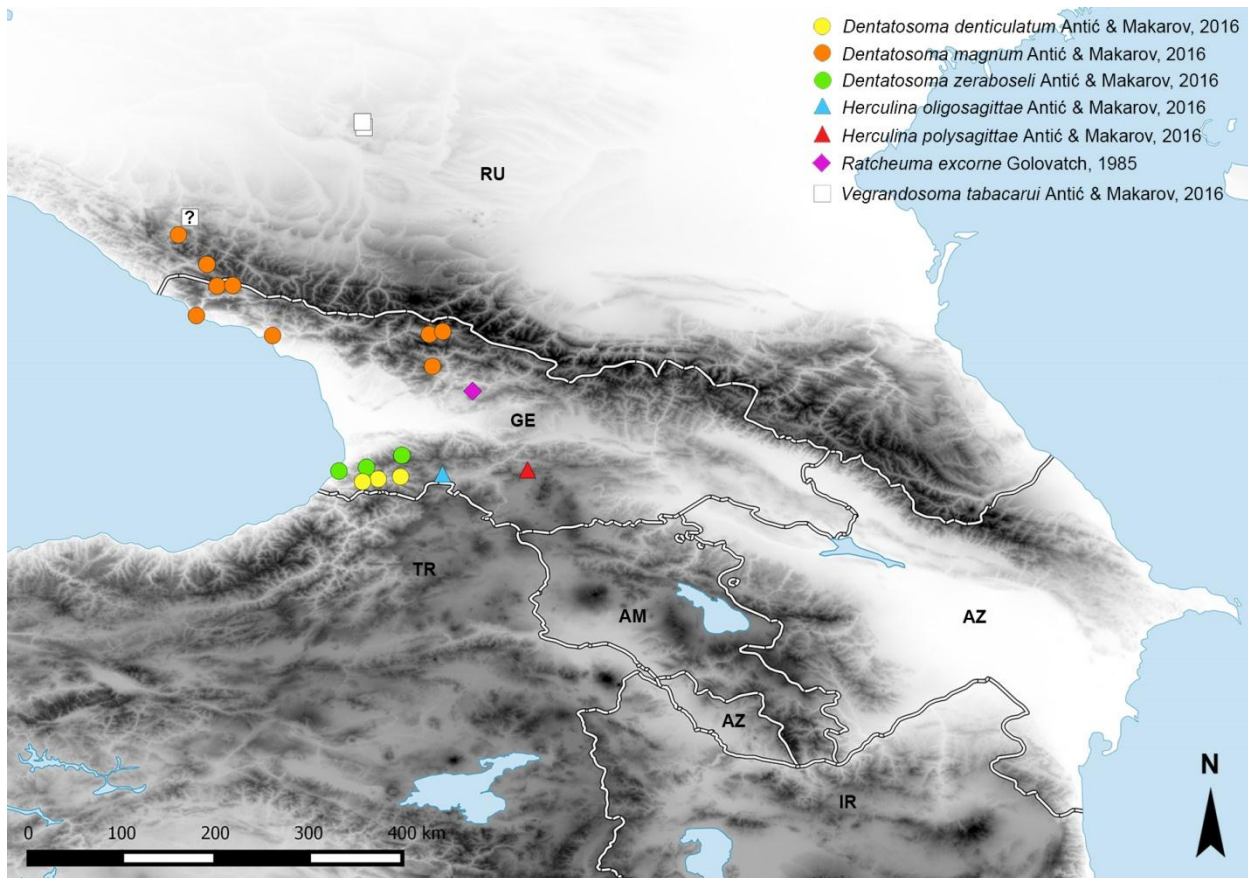 Dentatosoma denticulatum Antić & Makarov, 2016
Dentatosoma magnum Antić & Makarov, 2016
Dentatosoma zeraboseli Antić & Makarov, 2016
Herculina oligosagittae Antić & Makarov, 2016
Herculina polysagittae Antić & Makarov, 2016
Ratcheuma excorne Golovatch, 1985
Vegrandosoma tabacarui Antić & Makarov, 2016
RU
?
GE
TR
AM
AZ
AZ
IR
N
0 100 200 300 400 km